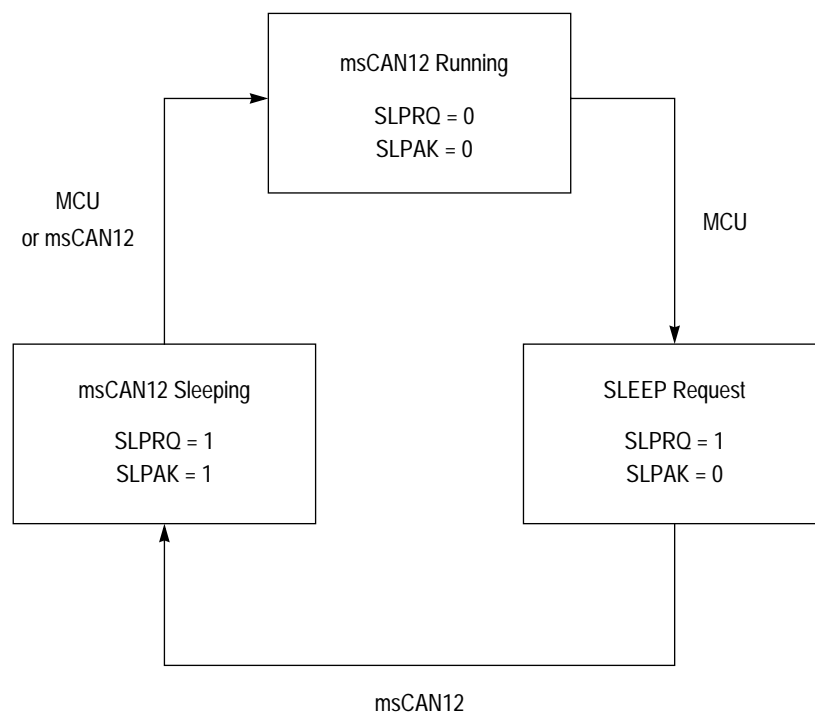 msCAN12 Running
SLPRQ = 0
SLPAK = 0
MCU
or msCAN12
MCU
msCAN12 Sleeping
SLPRQ = 1
SLPAK = 1
SLEEP Request
SLPRQ = 1
SLPAK = 0
msCAN12